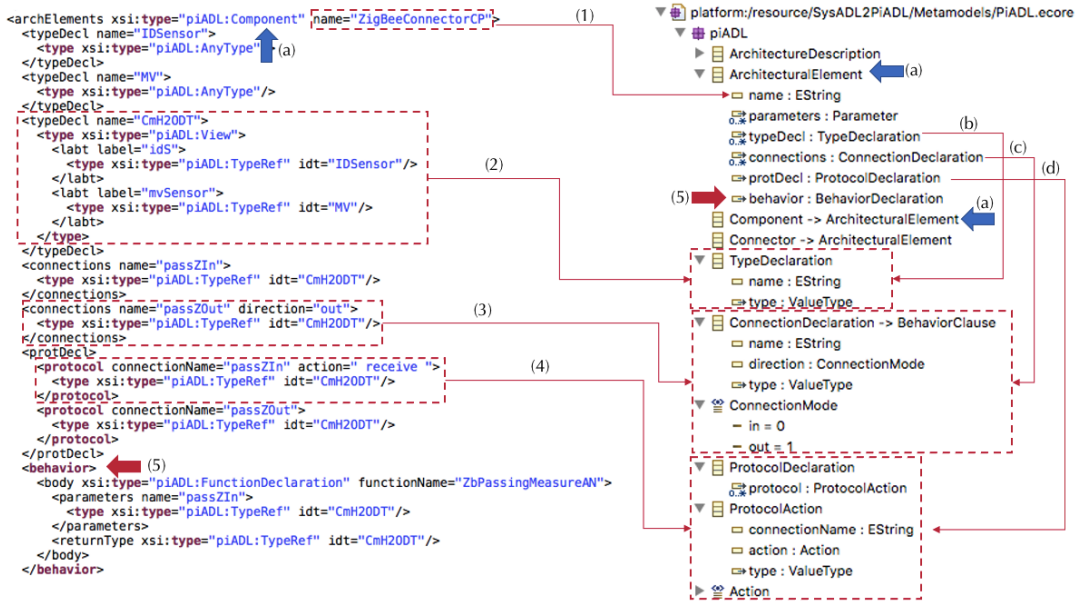 <archElements xsi:type="piADL:Component" name="ZigBeeConnectorCP">
<typeDecl name="IDSensor">
<type xsi:type="piADL:AnyType" >
</typeDecl>
<typeDecl name="MV">
<type xsi:type="piADL:AnyType"/>
</typeDecl>
<typeDecl name="CmH2ODT">
<type xsi:type="piADL:View">
<labt label="idS">
<type xsi:type="piADL:TypeRef" idt="IDSensor"/>
</labt>
<labt label="mvSensor">
<type xsi:type="piADL:TypeRef" idt="MV"/>
</labt>
</type>
</typeDecl>
<connections name="passZIn">
<type xsi:type="piADL:TypeRef" idt="CmH2ODT"/>
</connections>
<connections name="passZOut" direction="out">
<type xsi:type="piADL:TypeRef" idt="CmH2ODT"/>
</connections>
<protDecl>
<protocol connectionName="passZIn" action=" receive ">
<type xsi:type="piADL:TypeRef" idt="CmH2ODT"/>
</protocol>
<protocol connectionName="passZOut">
<type xsi:type="piADL:TypeRef" idt="CmH2ODT"/>
</protocol>
</protDecl>
<behavior>
<body xsi:type="piADL:FunctionDeclaration" functionName="ZbPassingMeasureAN">
<parameters name="passZIn">
<type xsi:type="piADL:TypeRef" idt="CmH2ODT"/>
</parameters>
<returnType xsi:type="piADL:TypeRef" idt="CmH2ODT"/>
</body>
</behavior>
(a)
(5)
(1)
(2)
(3)
(4)
platform:/resource/SysADL2PiADL/Metamodels/PiADL.ecore
piADL
ArchitectureDescription
ArchitecturalElement
(a)
name : EString
0..* parameters : Parameter
0..* typeDecl : TypeDeclaration
(b)
0..* connections : ConnectionDeclaration
(c)
protDecl : ProtocolDeclaration
(d)
(5)
behavior : BehaviorDeclaration
Component -> ArchitecturalElement
(a)
Connector -> ArchitecturalElement
TypeDeclaration
name : EString
type : ValueType
ConnectionDeclaration -> BehaviorClause
name : EString
direction : ConnectionMode
type : ValueType
ConnectionMode
in = 0
out = 1
ProtocolDeclaration
0..* protocol : ProtocolAction
ProtocolAction
connectionName : EString
action : Action
type : ValueType
Action